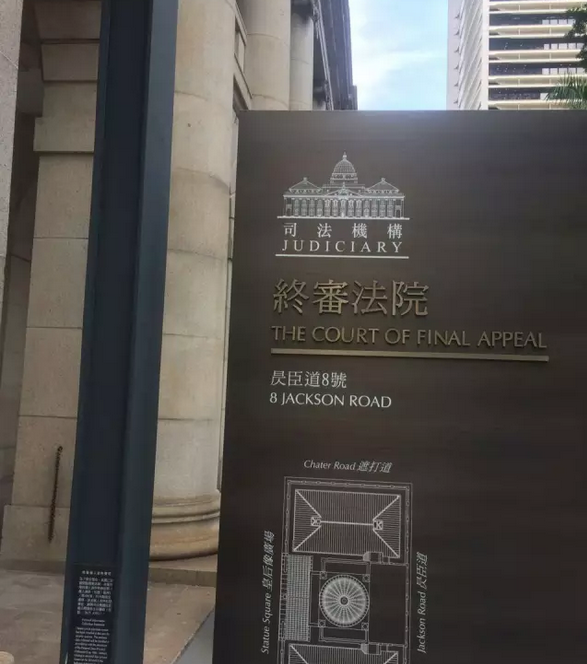 司法機構
JUDICIARY
終審法院
THE COURT OF FINAL APPEAL
昃臣道8號
8 JACKSON ROAD
Chater Road 遮打道
Statue Square 皇后像廣場
Jackson Road 昃臣道